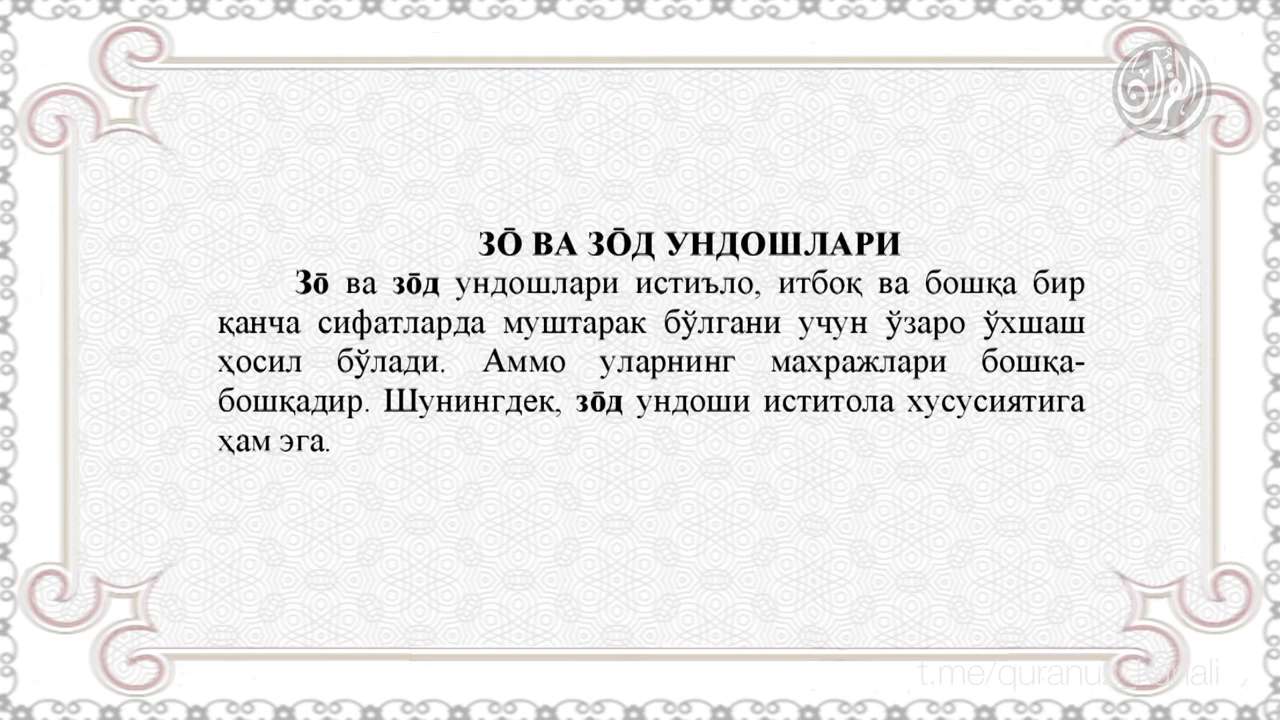 القرآن
ЗŌ ВА ЗŌД УНДОШЛАРИ
Зō ва зōд ундошлари истиъло, итбоқ ва бошқа бир
қанча сифатларда муштарак бўлгани учун ўзаро ўхшаш
ҳосил бўлади. Аммо уларнинг махражлари бошқа-
бошқадир. Шунингдек, зōд ундоши иститола хусусиятига
ҳам эга.